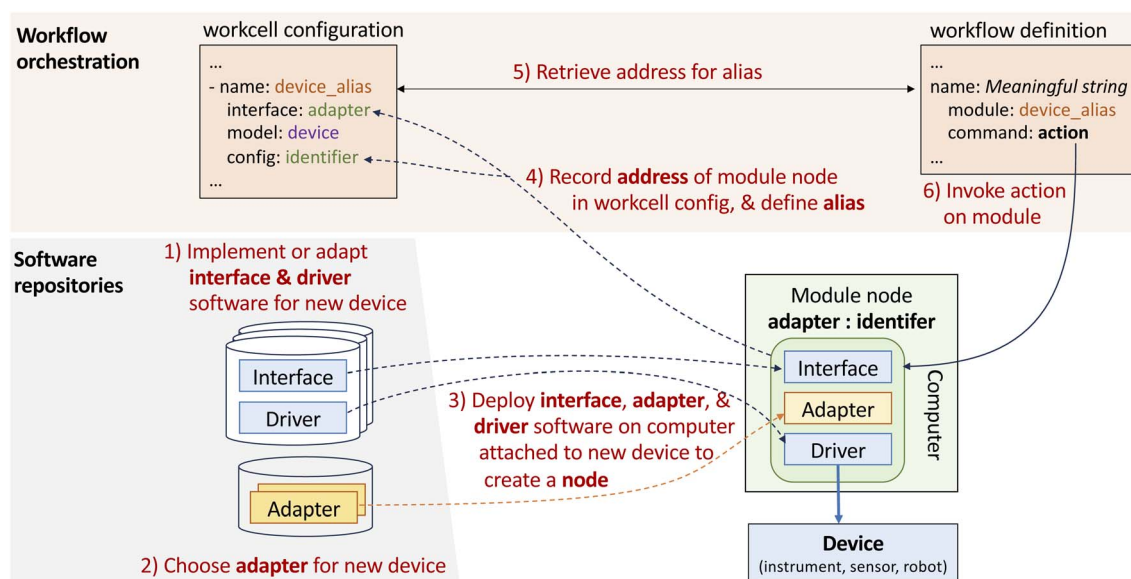 Workflow
orchestration
workcell configuration
...
- name: device_alias
interface: adapter
model: device
config: identifier
...
5) Retrieve address for alias
workflow definition
...
name: Meaningful string
module: device_alias
command: action
...
4) Record address of module node
in workcell config, & define alias
6) Invoke action
on module
Software
repositories
1) Implement or adapt
interface & driver
software for new device
Interface
Driver
Adapter
2) Choose adapter for new device
3) Deploy interface, adapter, &
driver software on computer
attached to new device to
create a node
Module node
adapter : identifer
Interface
Adapter
Driver
Computer
Device
(instrument, sensor, robot)